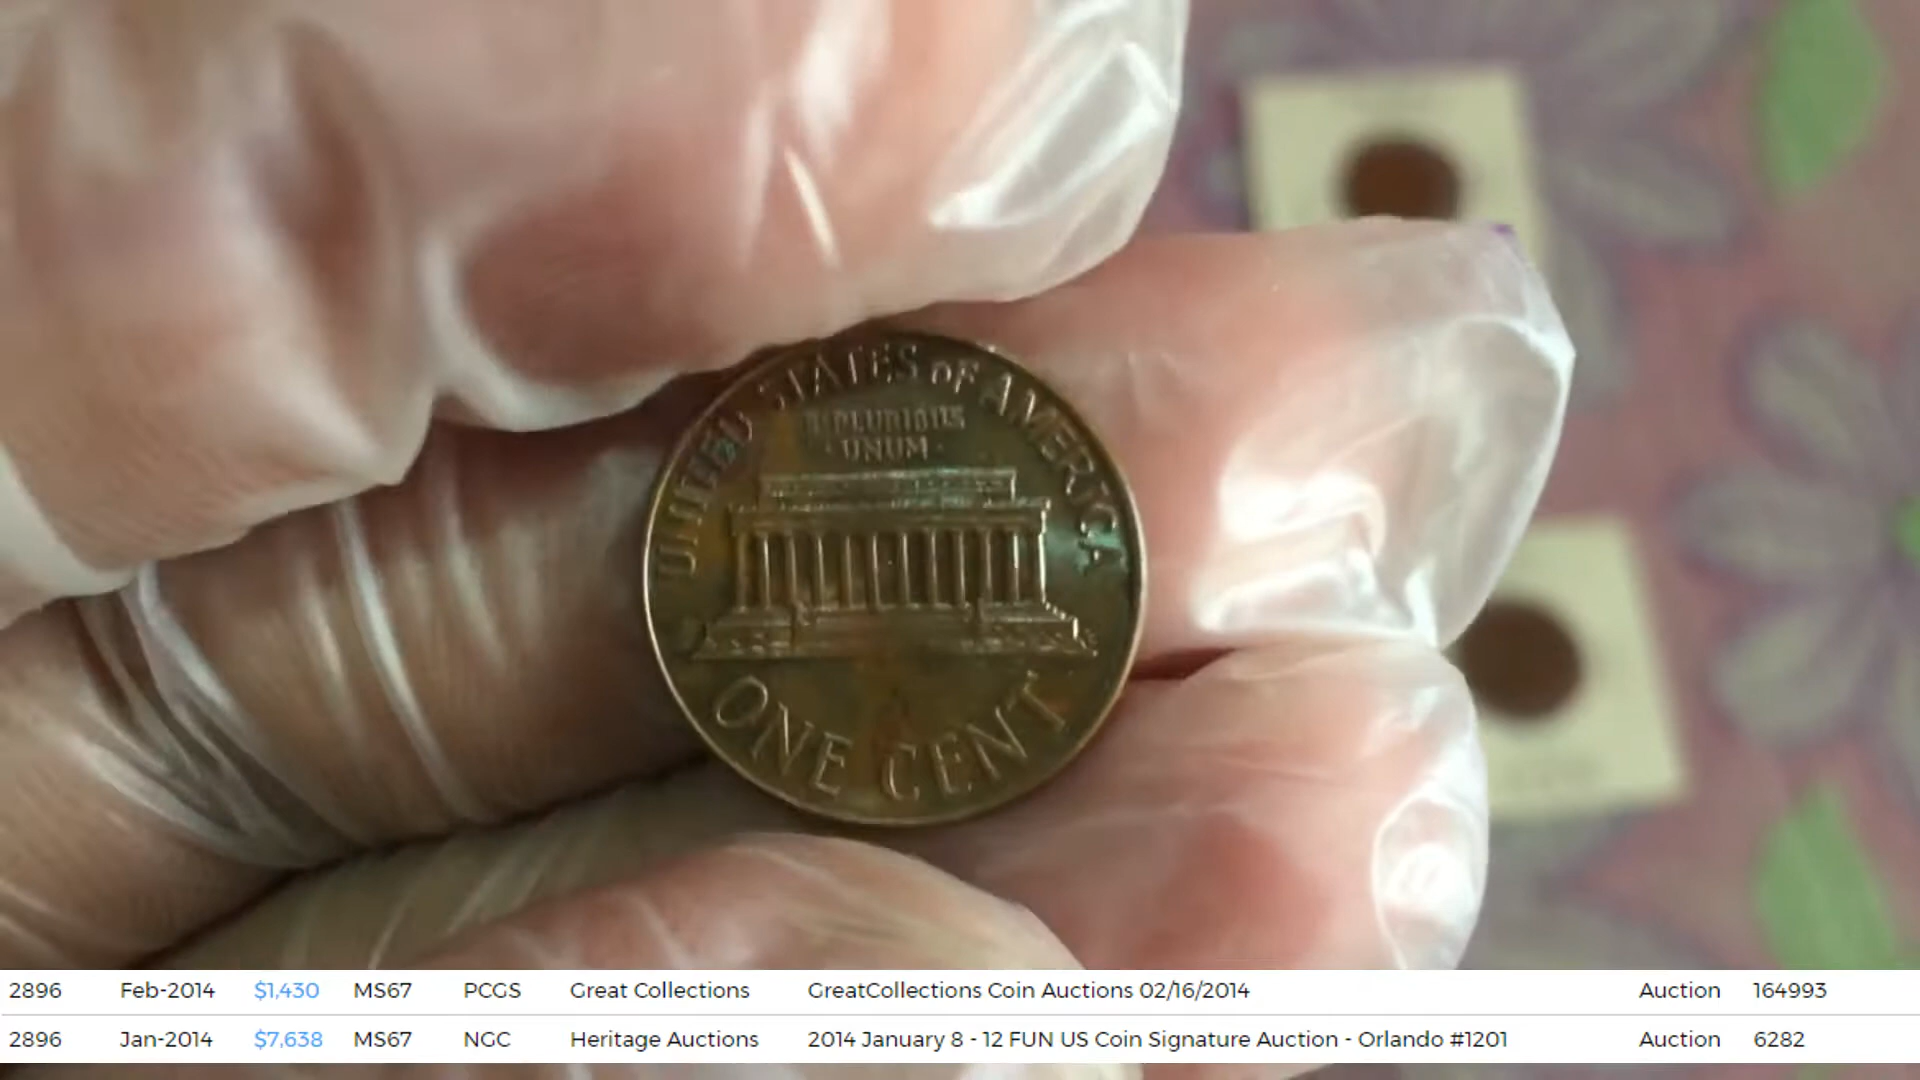 UNITED STATES OF AMERICA
E PLURIBUS
· UNUM ·
ONE CENT
2896 Feb-2014 $1,430 MS67 PCGS Great Collections GreatCollections Coin Auctions 02/16/2014 Auction 164993
2896 Jan-2014 $7,638 MS67 NGC Heritage Auctions 2014 January 8 - 12 FUN US Coin Signature Auction - Orlando #1201 Auction 6282